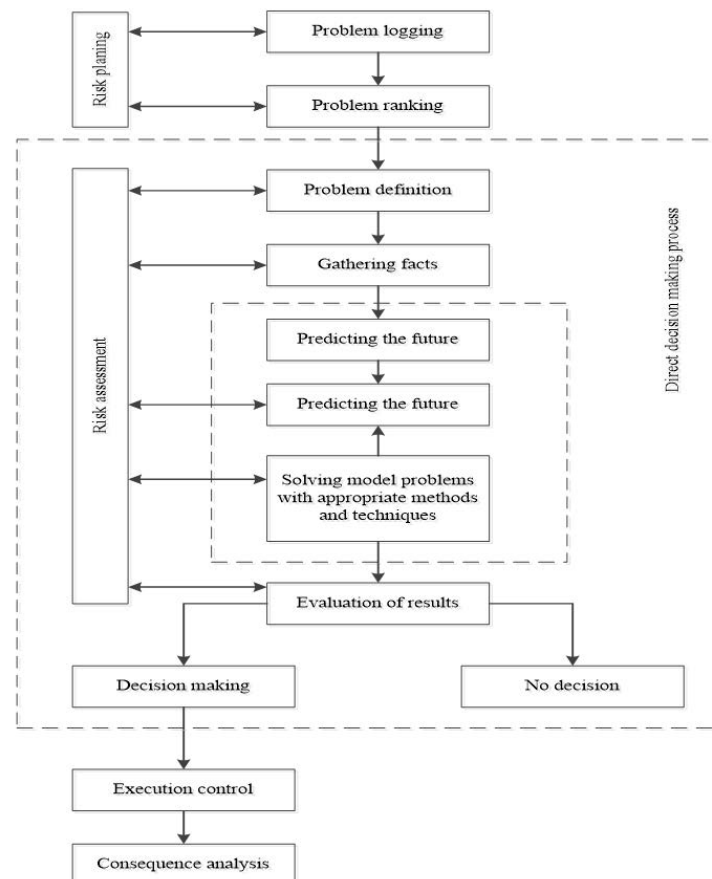 Risk planing
Problem logging
Problem ranking
Direct decision making process
Risk assessment
Problem definition
Gathering facts
Predicting the future
Predicting the future
Solving model problems
with appropriate methods
and techniques
Evaluation of results
Decision making
No decision
Execution control
Consequence analysis